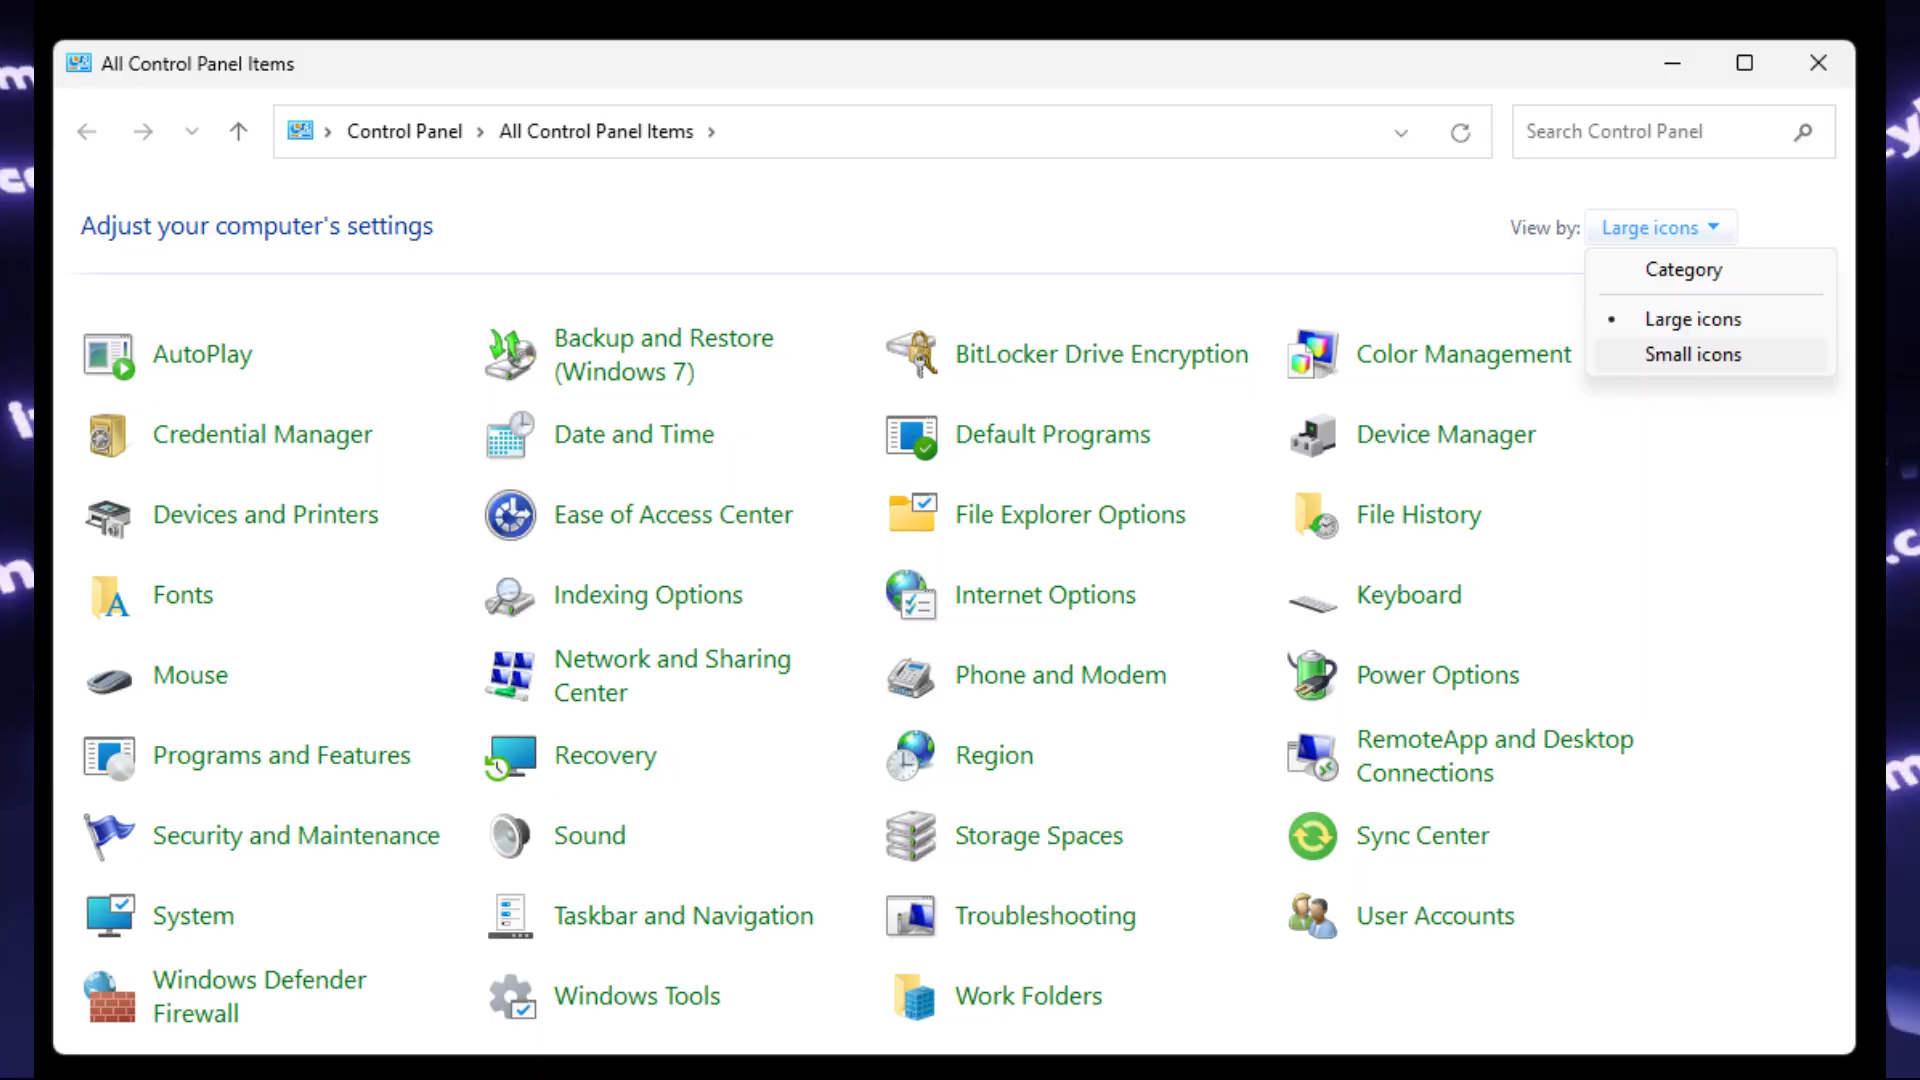 All Control Panel Items
Control Panel
All Control Panel Items
Search Control Panel
Adjust your computer's settings
View by:
Large icons
Category
Large icons
Small icons
AutoPlay
Backup and Restore
(Windows 7)
BitLocker Drive Encryption
Color Management
Credential Manager
Date and Time
Default Programs
Device Manager
Devices and Printers
Ease of Access Center
File Explorer Options
File History
Fonts
Indexing Options
Internet Options
Keyboard
Mouse
Network and Sharing
Center
Phone and Modem
Power Options
Programs and Features
Recovery
Region
RemoteApp and Desktop
Connections
Security and Maintenance
Sound
Storage Spaces
Sync Center
System
Taskbar and Navigation
Troubleshooting
User Accounts
Windows Defender
Firewall
Windows Tools
Work Folders